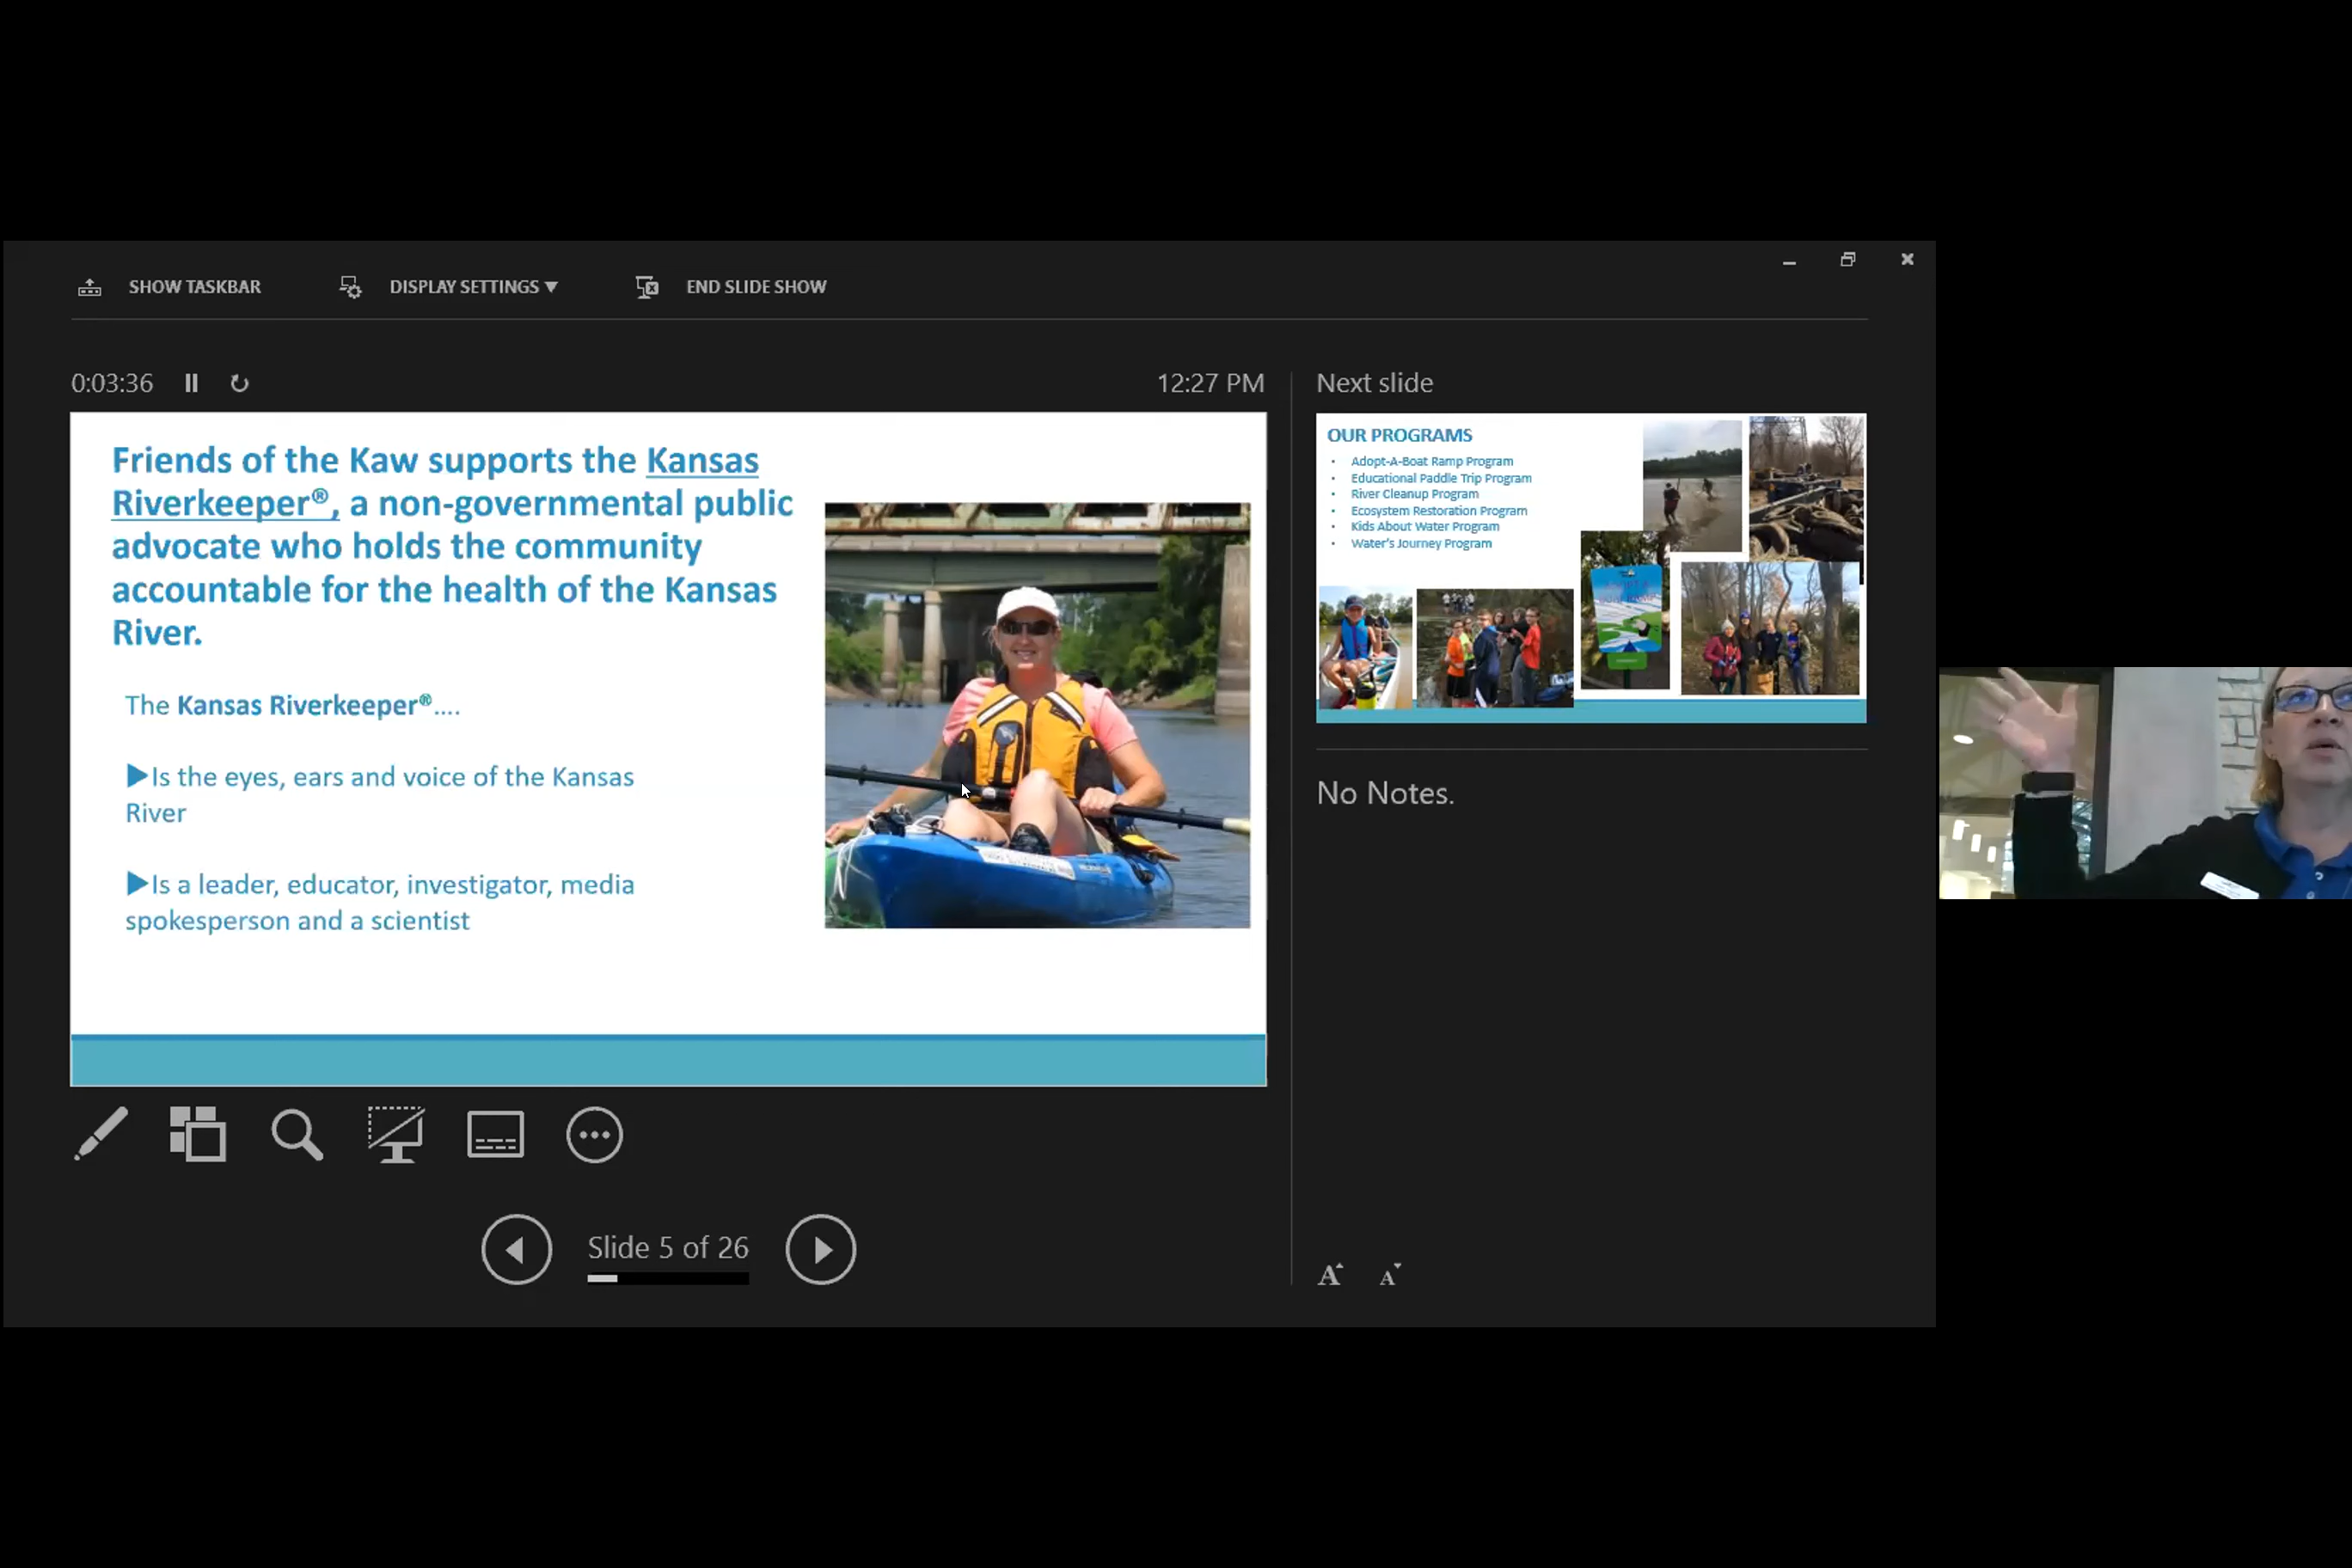 SHOW TASKBAR
DISPLAY SETTINGS ▼
END SLIDE SHOW
0:03:36
12:27 PM
Friends of the Kaw supports the Kansas
Riverkeeper®, a non-governmental public
advocate who holds the community
accountable for the health of the Kansas
River.
The Kansas Riverkeeper®....
▶Is the eyes, ears and voice of the Kansas
River
▶Is a leader, educator, investigator, media
spokesperson and a scientist
Slide 5 of 26
Next slide
OUR PROGRAMS
• Adopt-A-Boat Ramp Program
• Educational Paddle Trip Program
• River Cleanup Program
• Ecosystem Restoration Program
• Kids About Water Program
• Water's Journey Program
No Notes.
A A